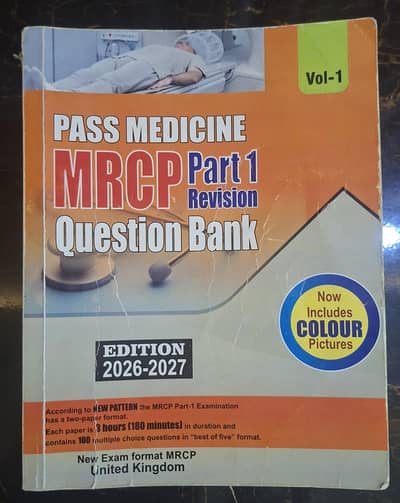 Vol-1
PASS MEDICINE
MRCP Part 1
Revision
Question Bank
Now
Includes
COLOUR
Pictures
EDITION
2026-2027
According to NEW PATTERN the MRCP Part-1 Examination
has a two-paper format.
Each paper is 3 hours (180 minutes) in duration and
contains 100 multiple choice questions in "best of five" format.
New Exam format MRCP
United Kingdom